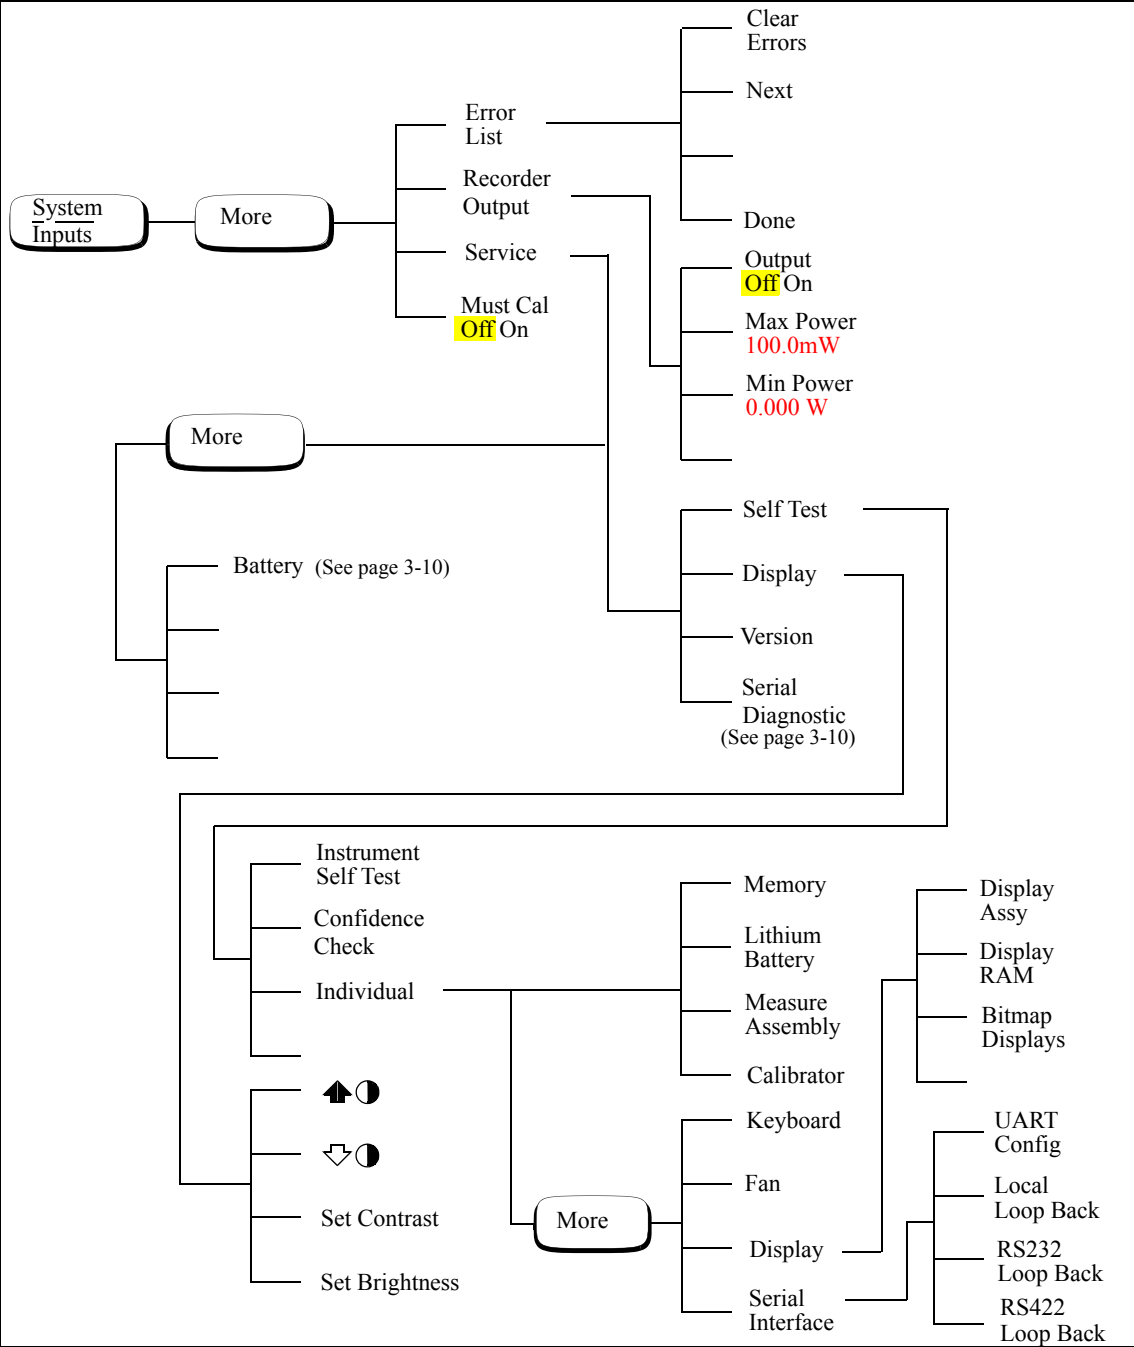 Clear
Errors
Next
Done
Error
List
Recorder
Output
Service
Must Cal
Off On
System
Inputs
More
Output
Off On
Max Power
100.0mW
Min Power
0.000 W
More
Battery (See page 3-10)
Self Test
Display
Version
Serial
Diagnostic
(See page 3-10)
Instrument
Self Test
Confidence
Check
Individual
Set Contrast
Set Brightness
Memory
Lithium
Battery
Measure
Assembly
Calibrator
More
Keyboard
Fan
Display
Serial
Interface
Display
Assy
Display
RAM
Bitmap
Displays
UART
Config
Local
Loop Back
RS232
Loop Back
RS422
Loop Back